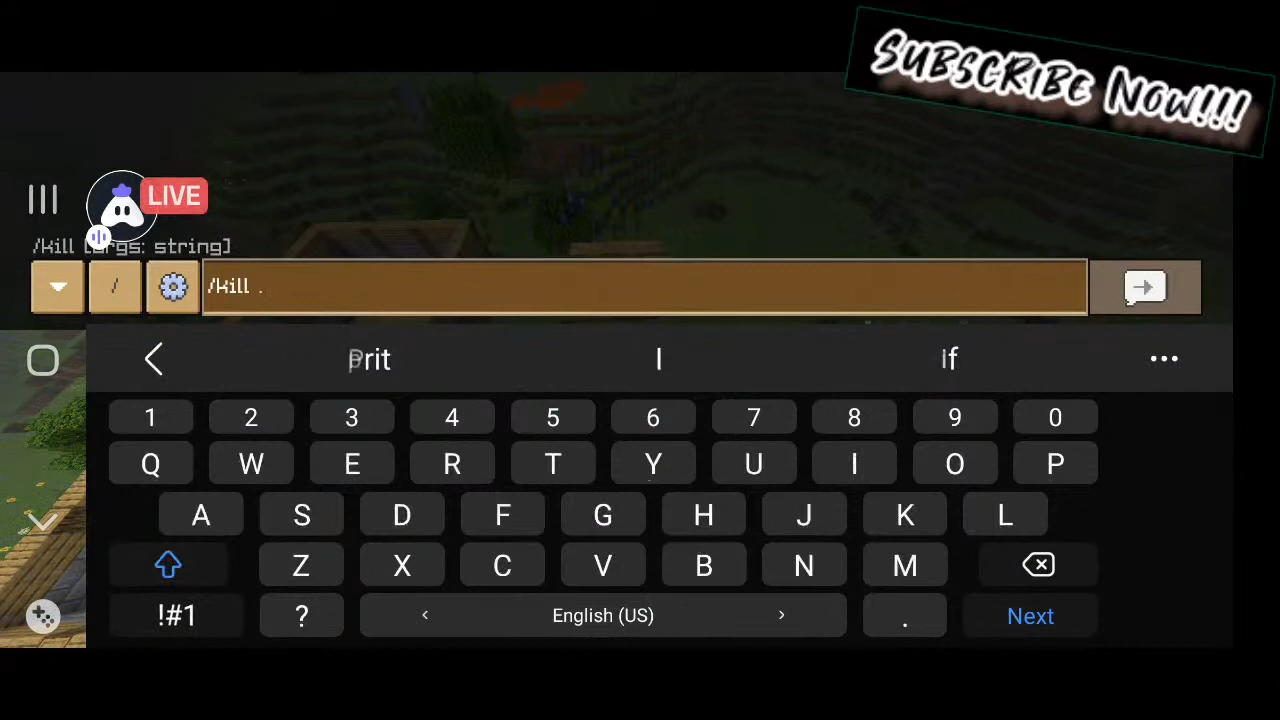 SUBSCRIBE NOW!!!
LIVE
/kill [args: string]
/
/kill .
Prit I if
1 2 3 4 5 6 7 8 9 0
Q W E R T Y U I O P
A S D F G H J K L
Z X C V B N M
!#1 ? < English (US) > . Next